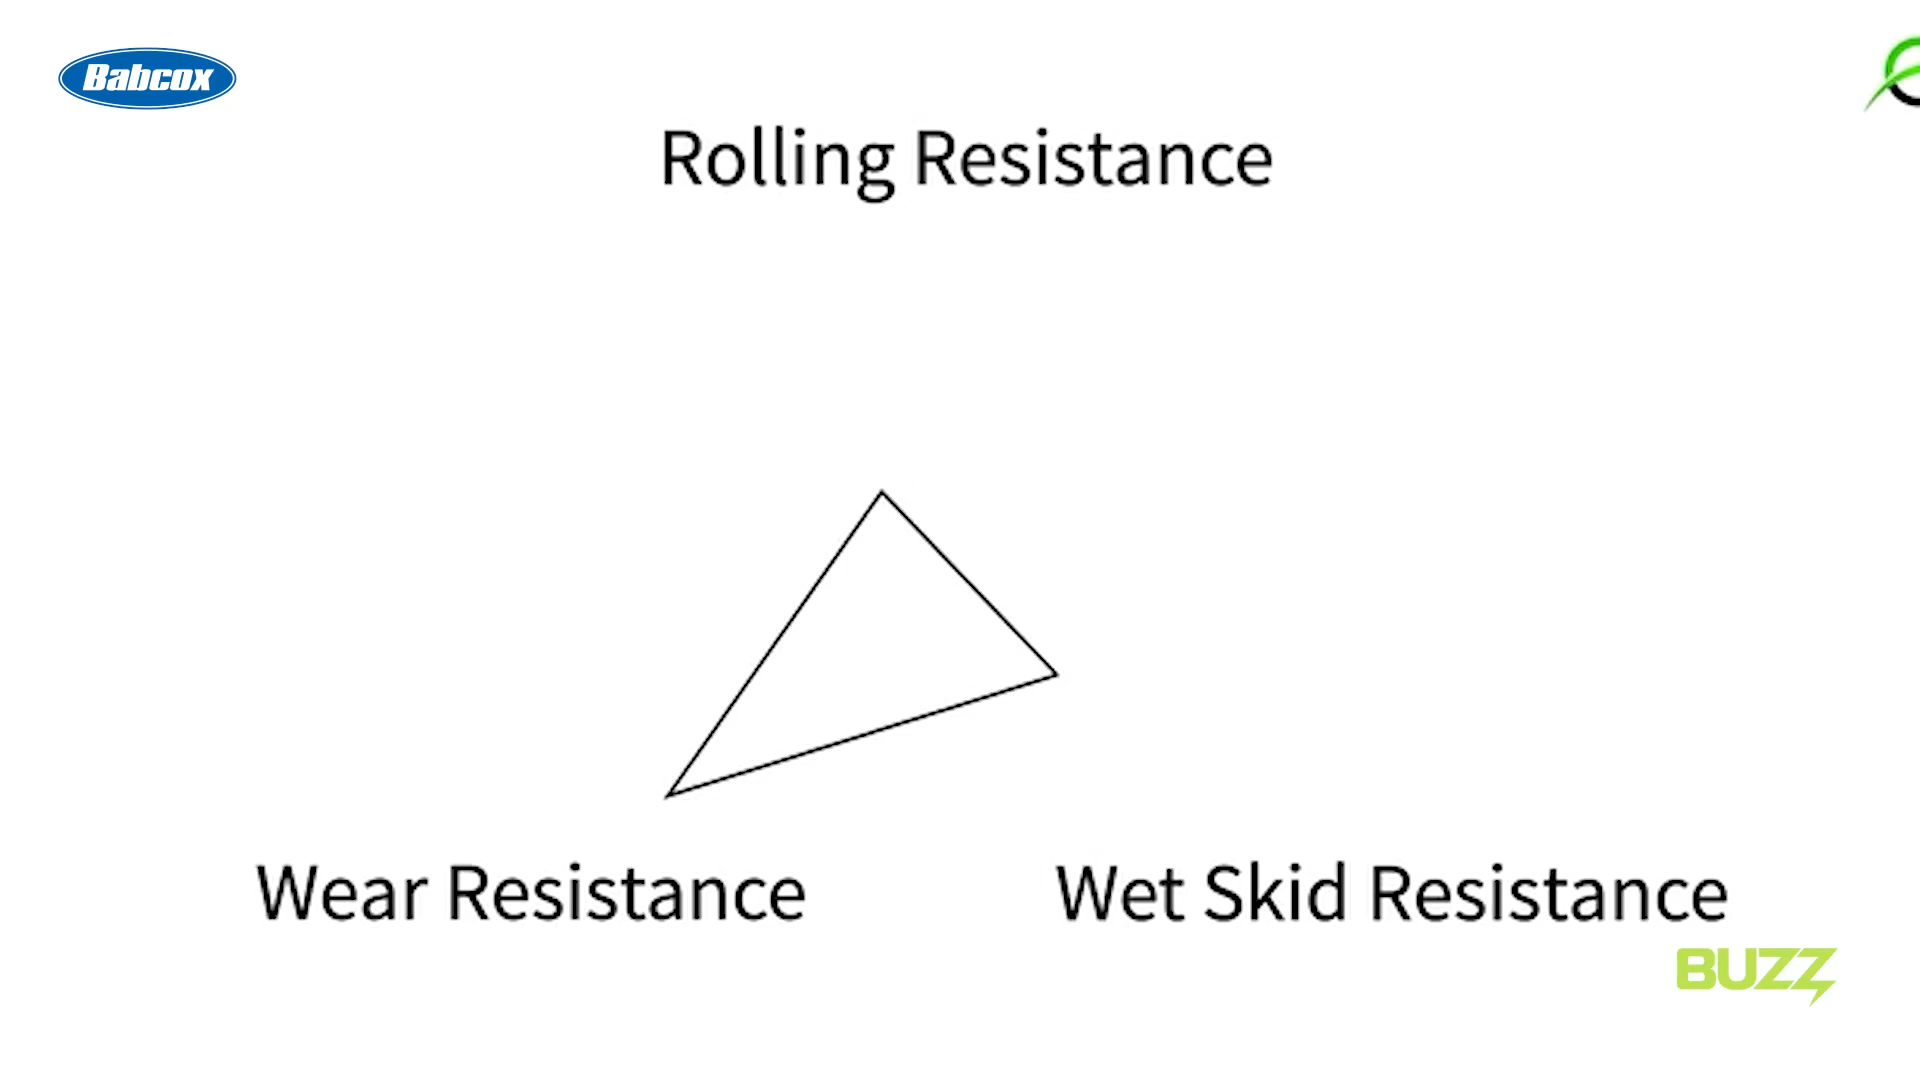 Babcox
Rolling Resistance
Wear Resistance
Wet Skid Resistance
BUZZ